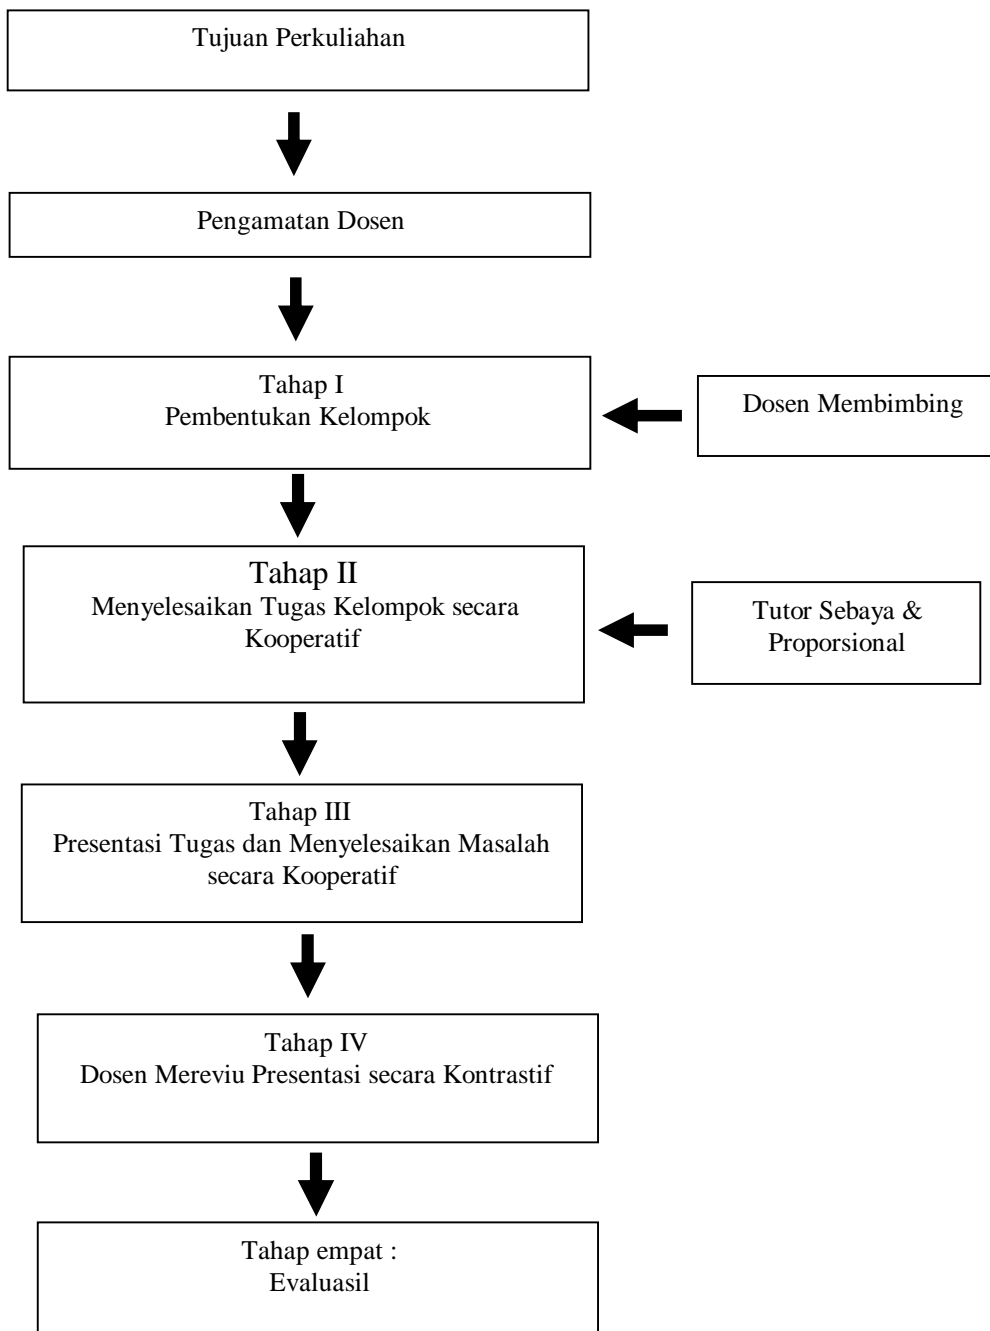 Tujuan Perkuliahan
Pengamatan Dosen
Tahap I
Pembentukan Kelompok
Dosen Membimbing
Tahap II
Menyelesaikan Tugas Kelompok secara
Kooperatif
Tutor Sebaya &
Proporsional
Tahap III
Presentasi Tugas dan Menyelesaikan Masalah
secara Kooperatif
Tahap IV
Dosen Mereviu Presentasi secara Kontrastif
Tahap empat :
Evaluasil